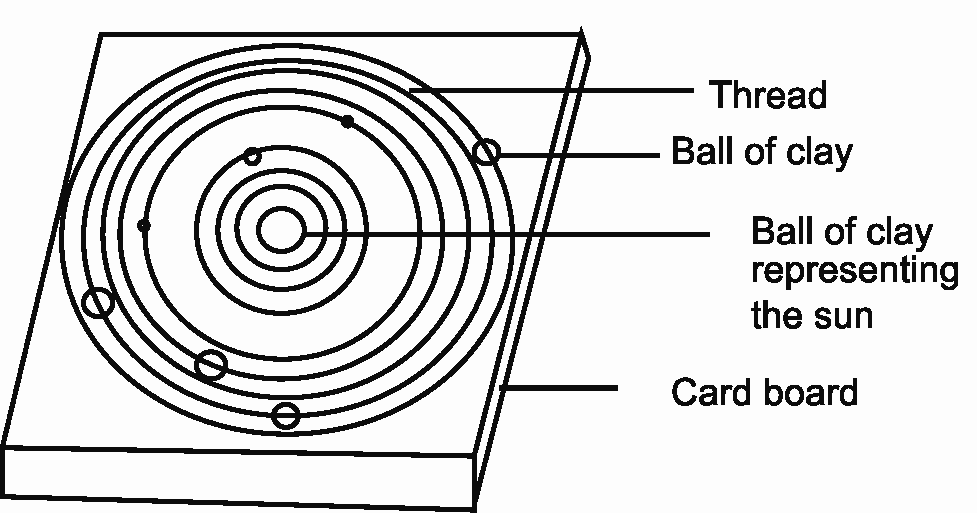 Thread
Ball of clay
Ball of clay
representing
the sun
Card board